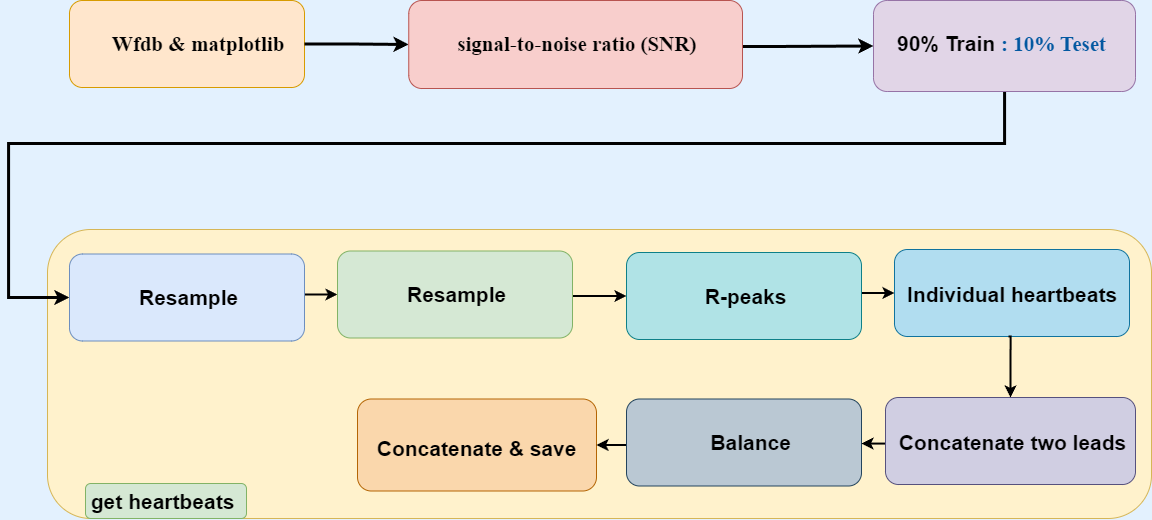 Wfdb & matplotlib
signal-to-noise ratio (SNR)
90% Train : 10% Teset
Resample
Resample
R-peaks
Individual heartbeats
Concatenate & save
Balance
Concatenate two leads
get heartbeats